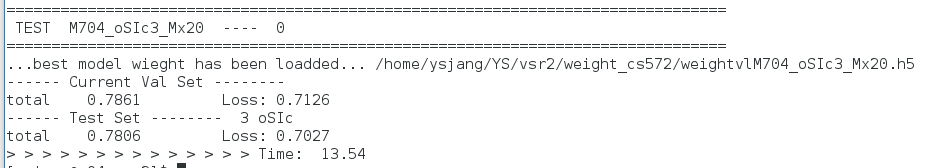 ================================================================================
TEST  M704_oSIc3_Mx20  ----  0
================================================================================
...best model wieght has been loadded... /home/ysjang/YS/vsr2/weight_cs572/weightvlM704_oSIc3_Mx20.h5
------ Current Val Set --------
total    0.7861         Loss: 0.7126
------ Test Set --------  3 oSIc
total    0.7806         Loss: 0.7027
> > > > > > > > > > > > > > Time:  13.54